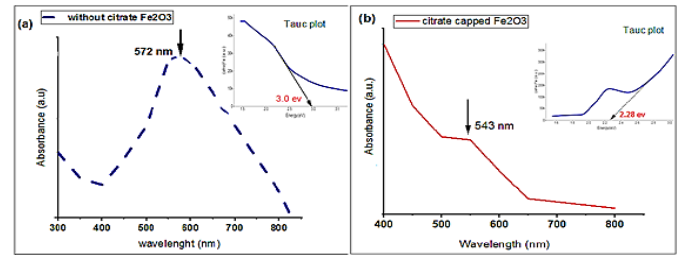 (a)
without citrate Fe2O3
572 nm
Tauc plot
3.0 ev
Absorbance (a.u)
300 400 500 600 700 800
wavelenght (nm)
(b)
citrate capped Fe2O3
Tauc plot
543 nm
2.28 ev
Absorbance (a.u.)
400 500 600 700 800
Wavelength (nm)